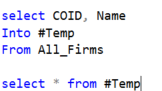 select COID, Name
Into #Temp
From All_Firms
select * from #Temp